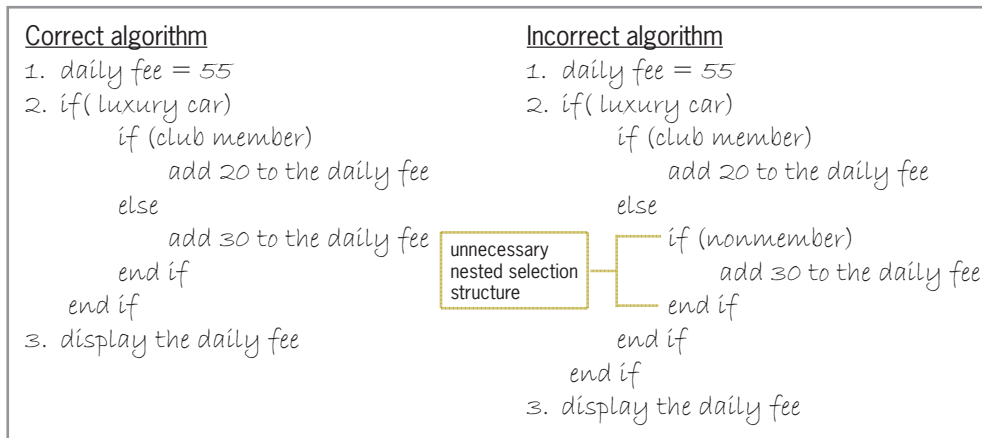 Correct algorithm
1. daily fee = 55
2. if( luxury car)
if (club member)
add 20 to the daily fee
else
add 30 to the daily fee
end if
end if
3. display the daily fee
Incorrect algorithm
1. daily fee = 55
2. if( luxury car)
if (club member)
add 20 to the daily fee
else
if (nonmember)
add 30 to the daily fee
end if
end if
end if
3. display the daily fee
unnecessary
nested selection
structure